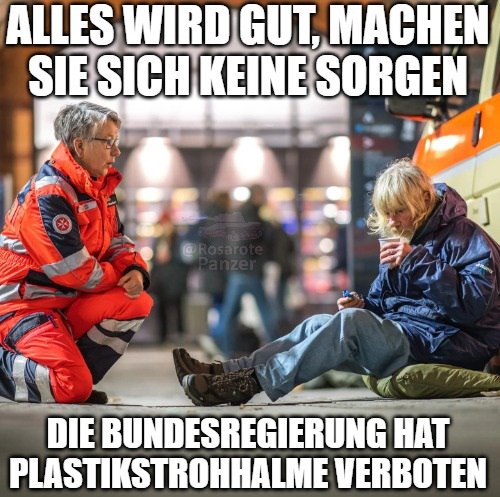 ALLES WIRD GUT, MACHEN
SIE SICH KEINE SORGEN
@Rosarote
Panzer
DIE BUNDESREGIERUNG HAT
PLASTIKSTROHHALME VERBOTEN